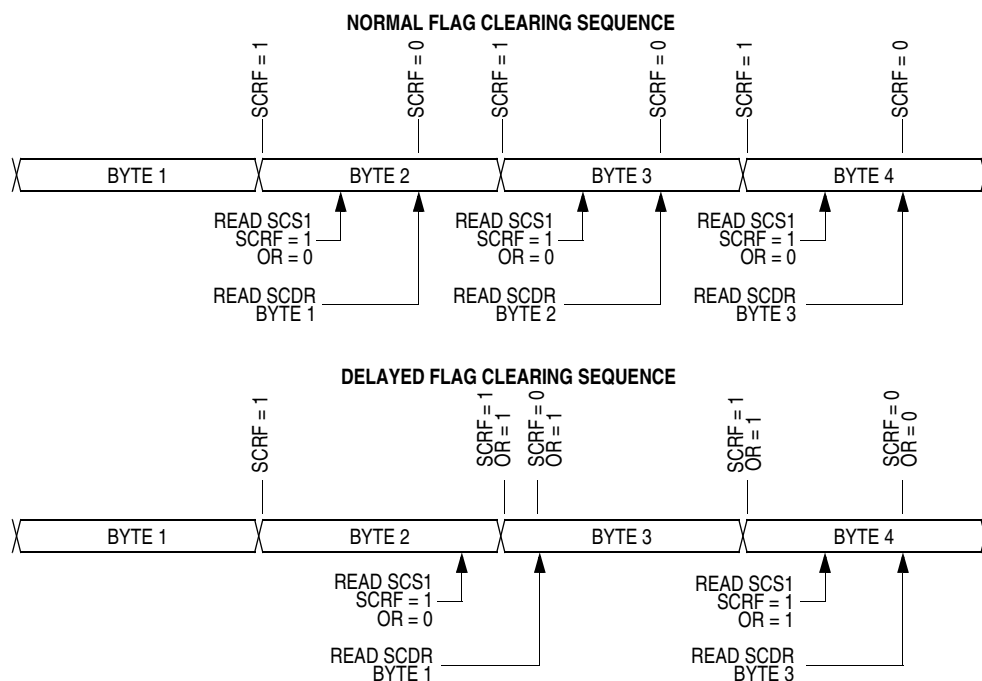 NORMAL FLAG CLEARING SEQUENCE
SCRF = 1
SCRF = 0
SCRF = 1
SCRF = 0
SCRF = 1
SCRF = 0
BYTE 1
BYTE 2
BYTE 3
BYTE 4
READ SCS1
SCRF = 1
OR = 0
READ SCS1
SCRF = 1
OR = 0
READ SCS1
SCRF = 1
OR = 0
READ SCDR
BYTE 1
READ SCDR
BYTE 2
READ SCDR
BYTE 3
DELAYED FLAG CLEARING SEQUENCE
SCRF = 1
SCRF = 1
OR = 1
SCRF = 0
OR = 1
SCRF = 1
OR = 1
SCRF = 0
OR = 0
BYTE 1
BYTE 2
BYTE 3
BYTE 4
READ SCS1
SCRF = 1
OR = 0
READ SCS1
SCRF = 1
OR = 1
READ SCDR
BYTE 1
READ SCDR
BYTE 3